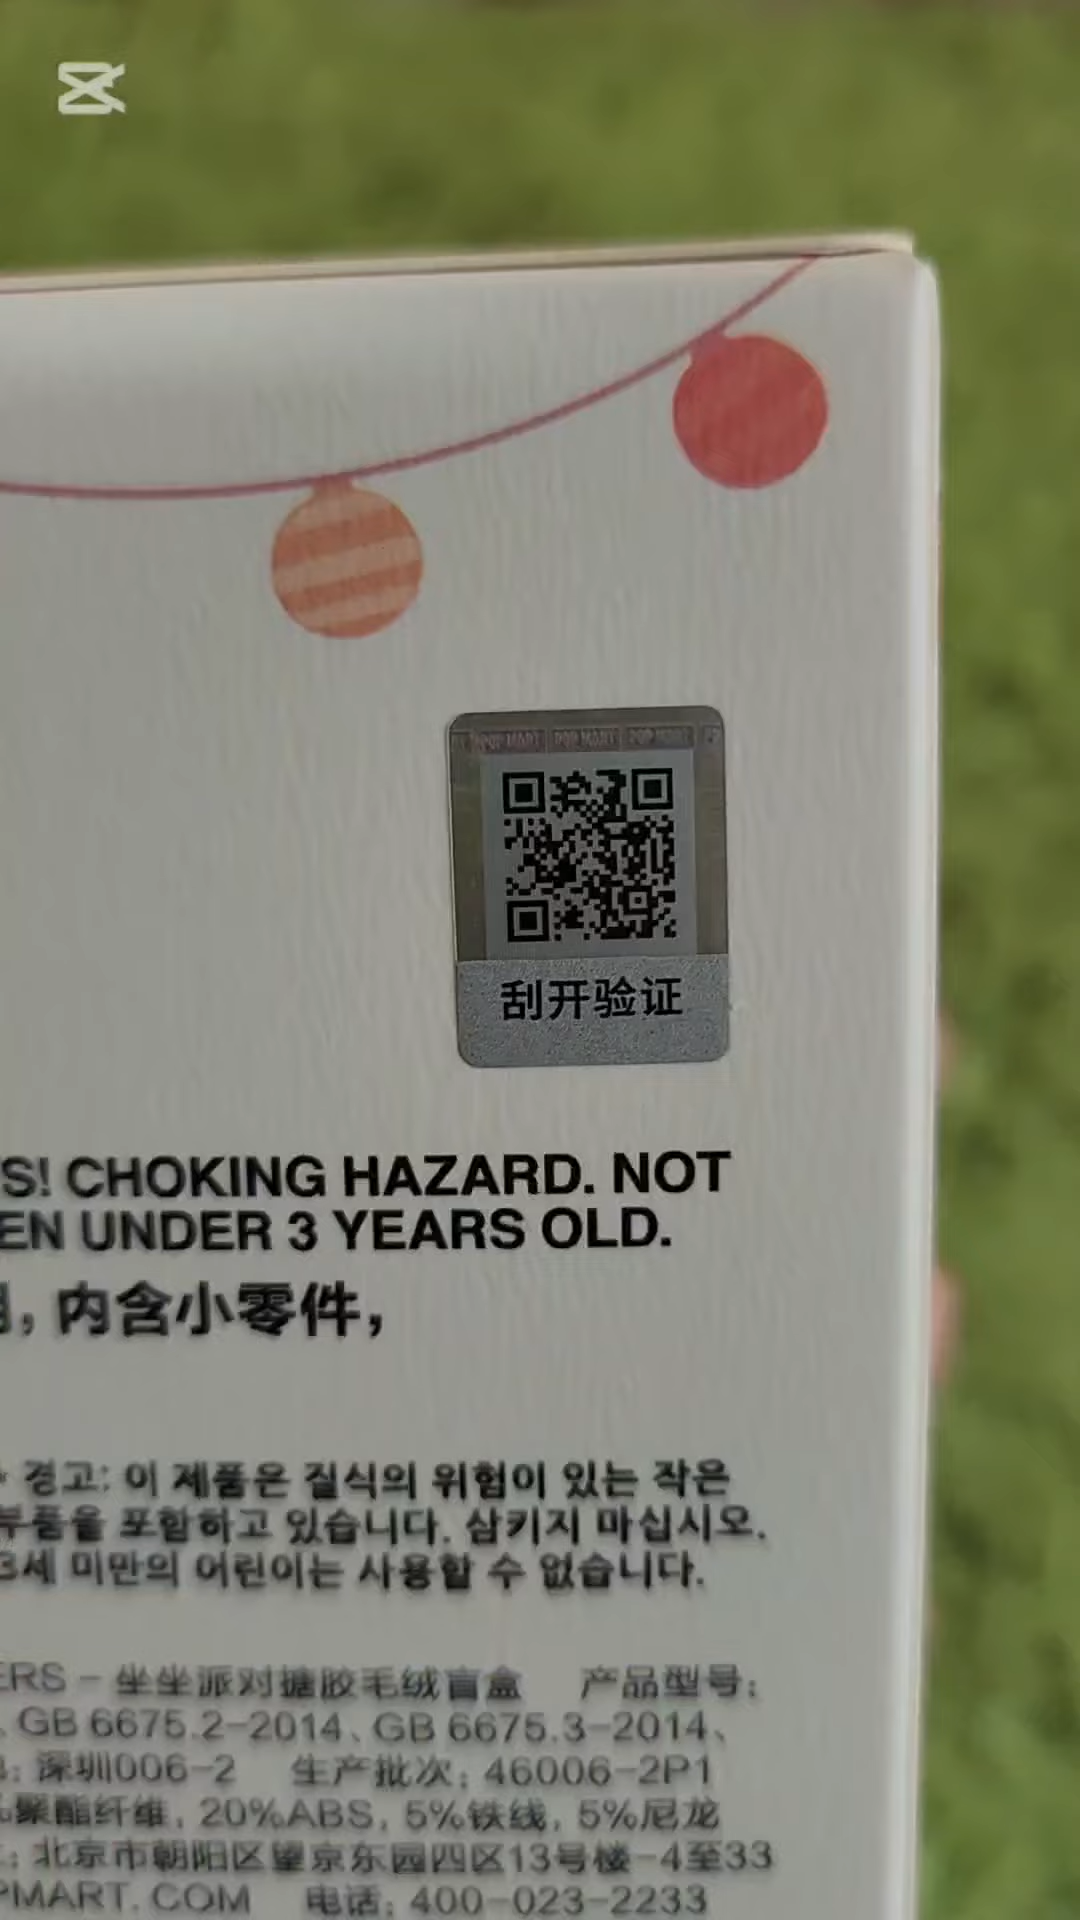 POP MART POP MART POP MART
刮开验证
S! CHOKING HAZARD. NOT
EN UNDER 3 YEARS OLD.
, 内含小零件,
경고: 이 제품은 질식의 위험이 있는 작은
부품을 포함하고 있습니다. 삼키지 마십시오.
3세 미만의 어린이는 사용할 수 없습니다.
ERS - 坐坐派对搪胶毛绒盲盒 产品型号:
、GB 6675.2-2014、GB 6675.3-2014、
: 深圳006-2 生产批次: 46006-2P1
%聚酯纤维, 20%ABS, 5%铁线, 5%尼龙
: 北京市朝阳区望京东园四区13号楼-4至33
PMART.COM 电话: 400-023-2233